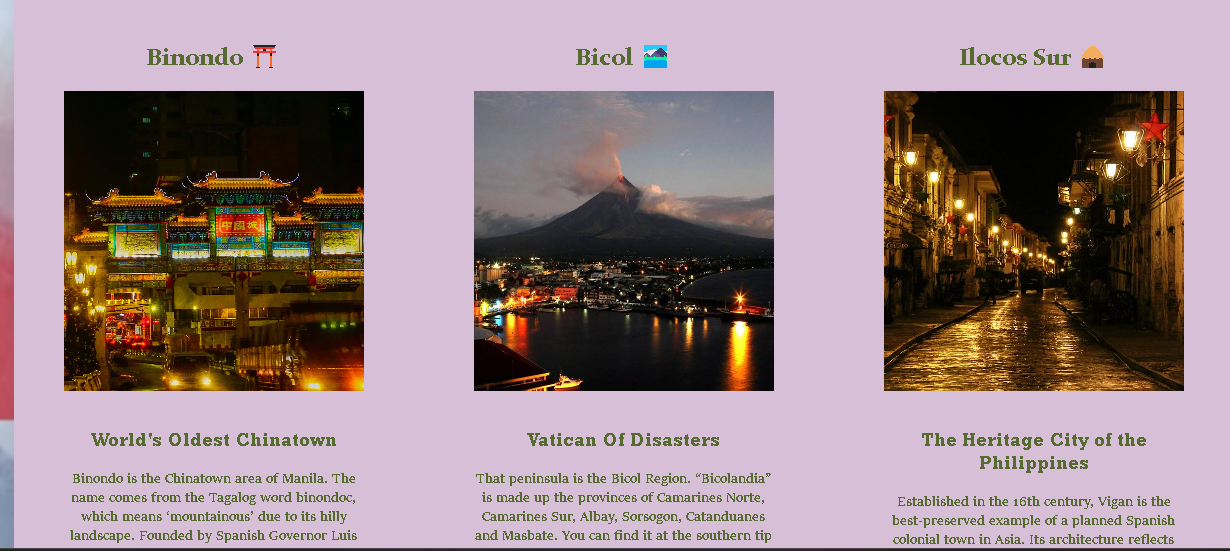 Binondo
Bicol
Ilocos Sur
中國城
World's Oldest Chinatown
Binondo is the Chinatown area of Manila. The
name comes from the Tagalog word binondoc,
which means ‘mountainous’ due to its hilly
landscape. Founded by Spanish Governor Luis
Vatican Of Disasters
That peninsula is the Bicol Region. “Bicolandia”
is made up the provinces of Camarines Norte,
Camarines Sur, Albay, Sorsogon, Catanduanes
and Masbate. You can find it at the southern tip
The Heritage City of the
Philippines
Established in the 16th century, Vigan is the
best-preserved example of a planned Spanish
colonial town in Asia. Its architecture reflects